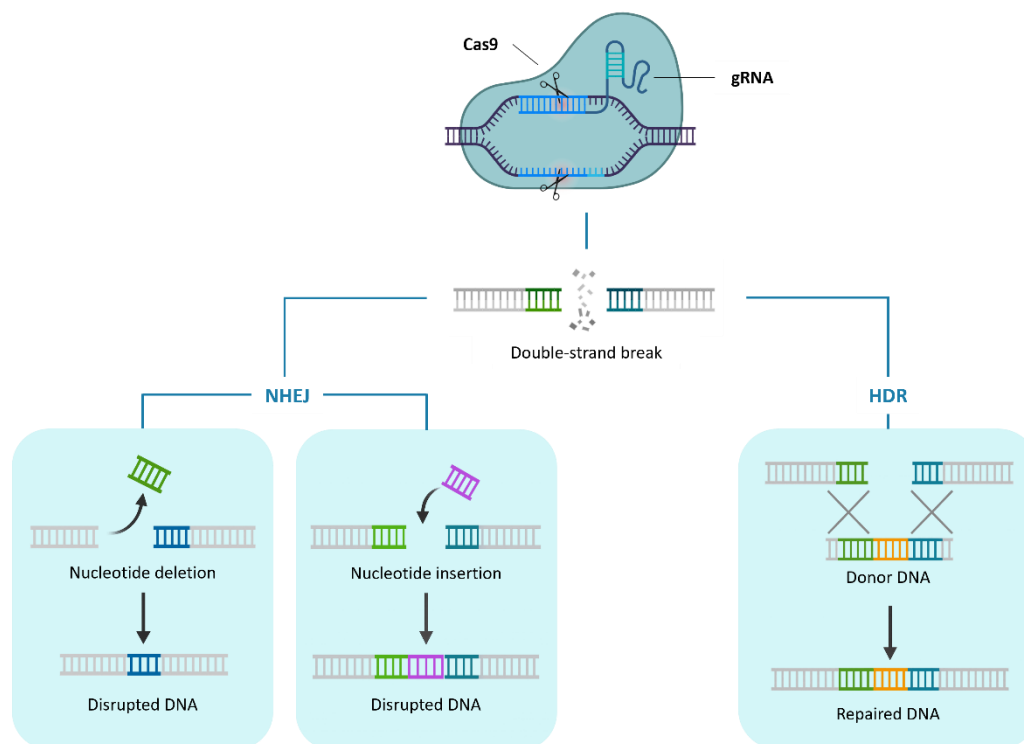 Cas9
gRNA
Double-strand break
NHEJ
HDR
Nucleotide deletion
Disrupted DNA
Nucleotide insertion
Disrupted DNA
Donor DNA
Repaired DNA